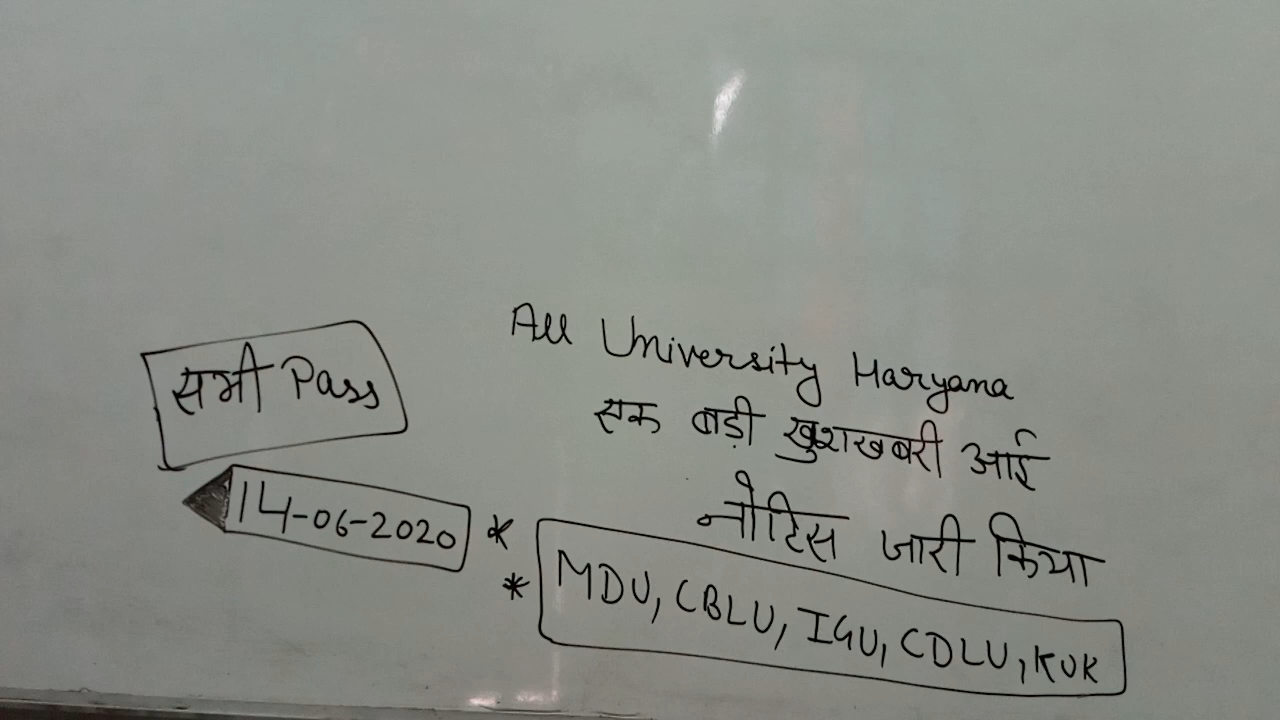 All University Haryana
एक बड़ी खुशखबरी आई
नोटिस जारी किया
सभी Pass
14-06-2020 *
* MDU, CBLU, IGU, CDLU, KUK